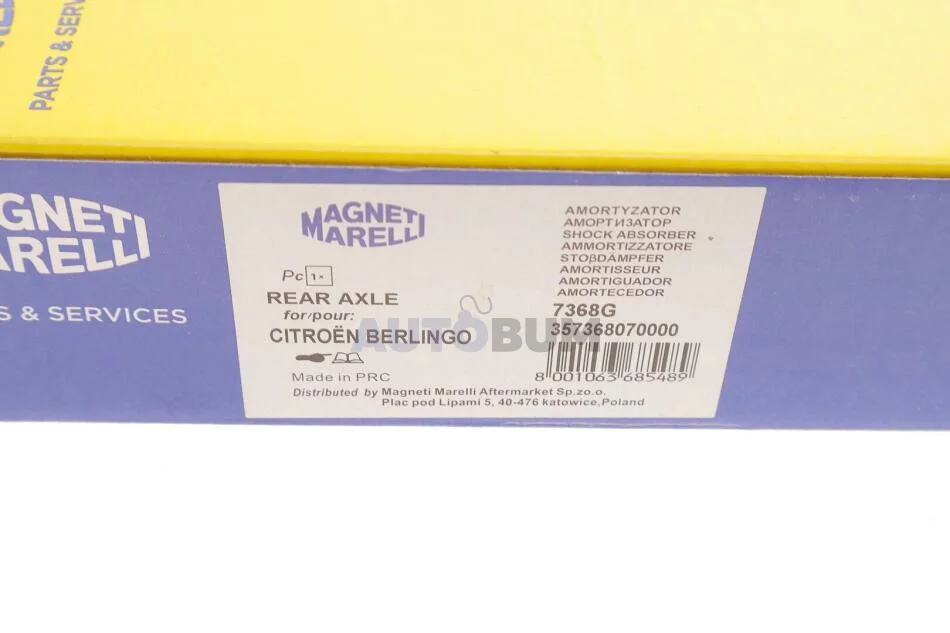 PARTS & SERV
GNETI
ARELLI
S & SERVICES
MAGNETI
MARELLI
Pc 1×
REAR AXLE
for/pour:
CITROËN BERLINGO
Made in PRC
Distributed by Magneti Marelli Aftermarket Sp.zo.o.
Plac pod Lipami 5, 40-476 katowice,Poland
AMORTYZATOR
АМОРТИЗАТОР
SHOCK ABSORBER
AMMORTIZZATORE
STOβDÄMPFER
AMORTISSEUR
AMORTIGUADOR
AMORTECEDOR
7368G
357368070000
8 001063 685489
AUTOBUM